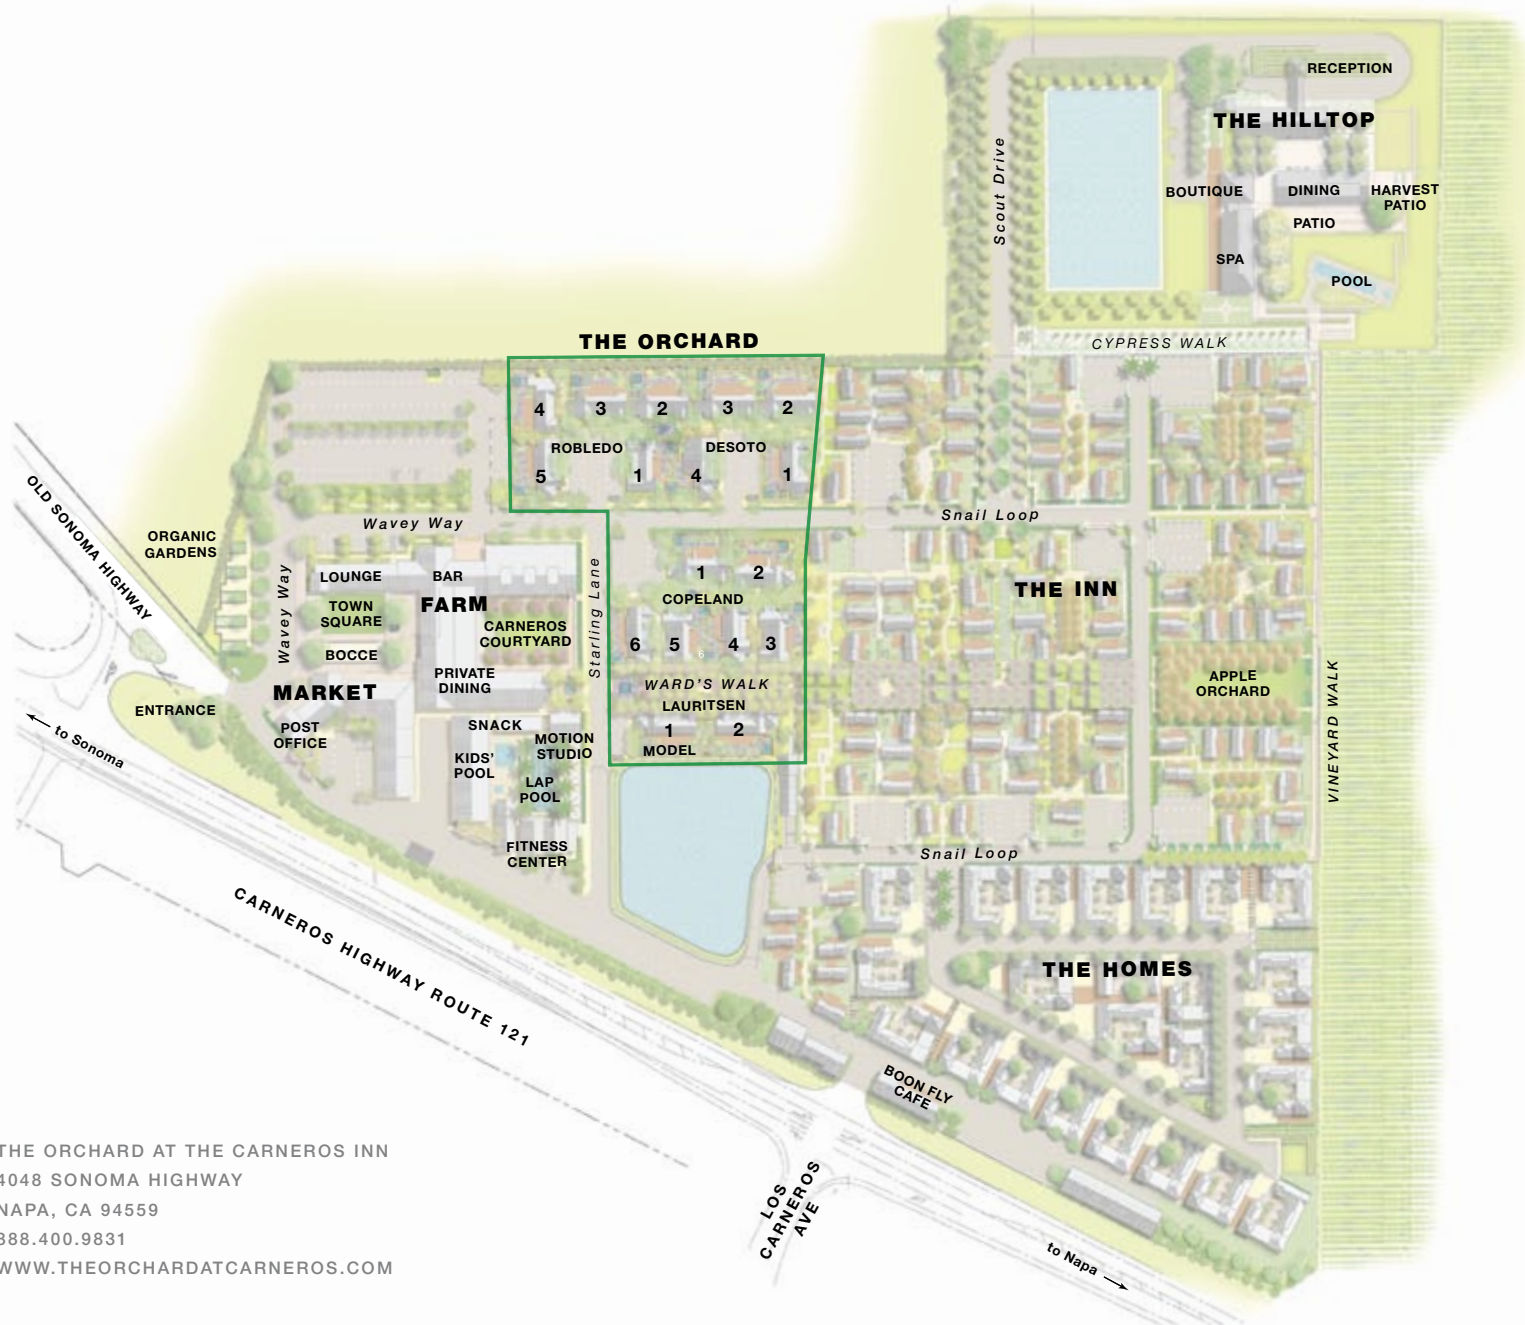 RECEPTION
THE HILLTOP
Scout Drive
BOUTIQUE
DINING
HARVEST
PATIO
PATIO
SPA
POOL
CYPRESS WALK
THE ORCHARD
4
3
2
3
2
ROBLEDO
DESOTO
5
1
4
1
OLD SONOMA HIGHWAY
ORGANIC
GARDENS
Wavey Way
Snail Loop
Wavey Way
LOUNGE
BAR
FARM
TOWN
SQUARE
CARNEROS
COURTYARD
BOCCE
PRIVATE
DINING
Starling Lane
1
2
COPELAND
6
5
4
3
6
WARD'S WALK
LAURITSEN
1
2
MODEL
THE INN
APPLE
ORCHARD
VINEYARD WALK
MARKET
ENTRANCE
POST
OFFICE
to Sonoma
SNACK
MOTION
STUDIO
KIDS'
POOL
LAP
POOL
FITNESS
CENTER
Snail Loop
CARNEROS HIGHWAY ROUTE 121
THE HOMES
BOON FLY
CAFE
LOS
CARNEROS
AVE
to Napa
THE ORCHARD AT THE CARNEROS INN
4048 SONOMA HIGHWAY
NAPA, CA 94559
888.400.9831
WWW.THEORCHARDATCARNEROS.COM